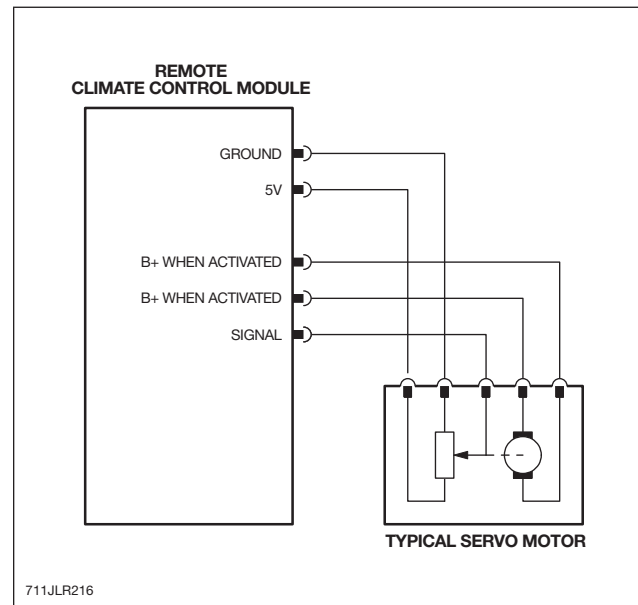 REMOTE
CLIMATE CONTROL MODULE
GROUND
5V
B+ WHEN ACTIVATED
B+ WHEN ACTIVATED
SIGNAL
TYPICAL SERVO MOTOR
711JLR216